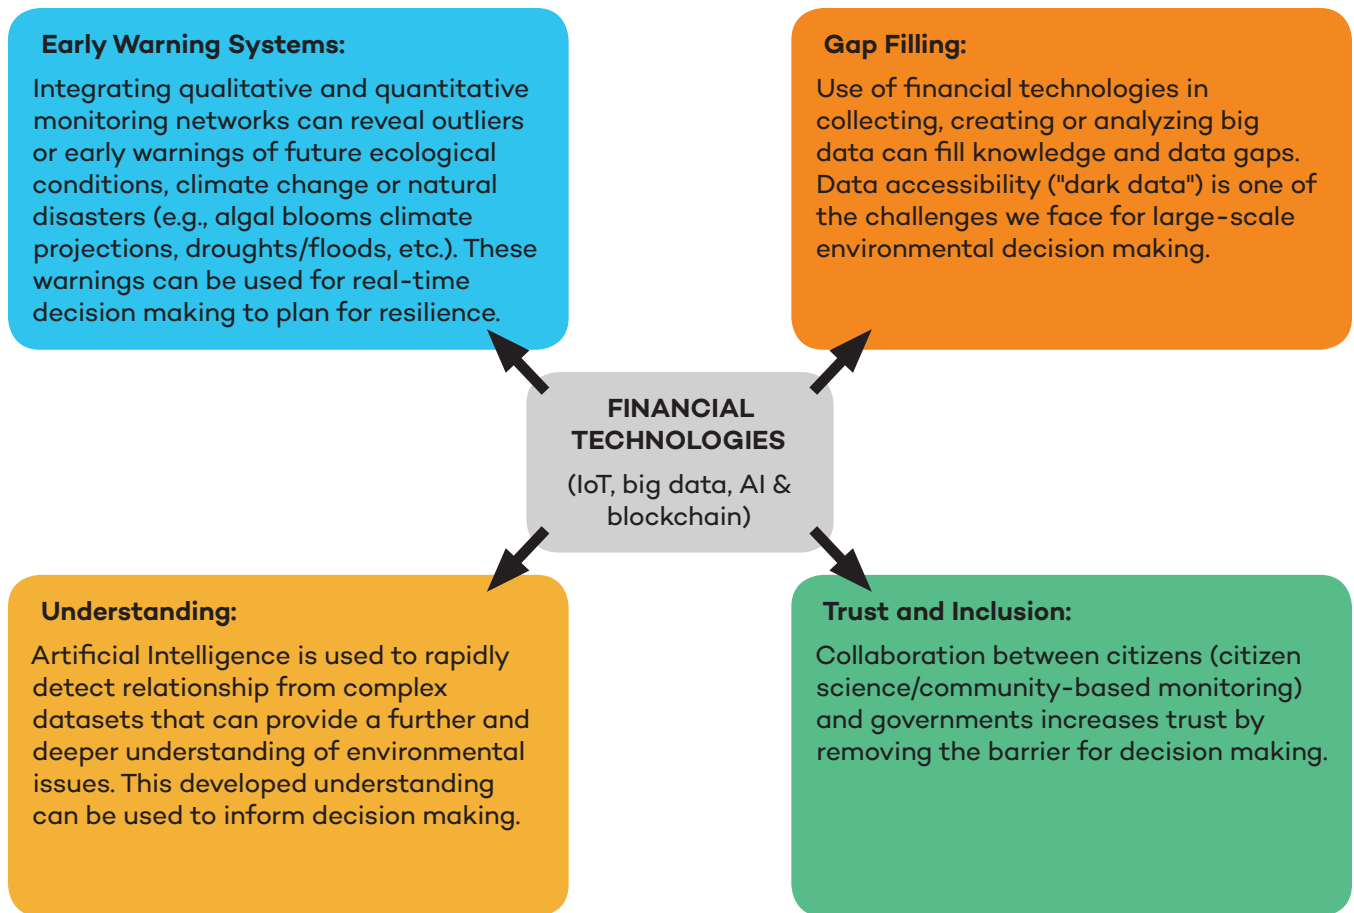 Early Warning Systems:
Integrating qualitative and quantitative
monitoring networks can reveal outliers
or early warnings of future ecological
conditions, climate change or natural
disasters (e.g., algal blooms climate
projections, droughts/floods, etc.). These
warnings can be used for real-time
decision making to plan for resilience.
Gap Filling:
Use of financial technologies in
collecting, creating or analyzing big
data can fill knowledge and data gaps.
Data accessibility ("dark data") is one of
the challenges we face for large-scale
environmental decision making.
FINANCIAL
TECHNOLOGIES
(IoT, big data, AI &
blockchain)
Understanding:
Artificial Intelligence is used to rapidly
detect relationship from complex
datasets that can provide a further and
deeper understanding of environmental
issues. This developed understanding
can be used to inform decision making.
Trust and Inclusion:
Collaboration between citizens (citizen
science/community-based monitoring)
and governments increases trust by
removing the barrier for decision making.